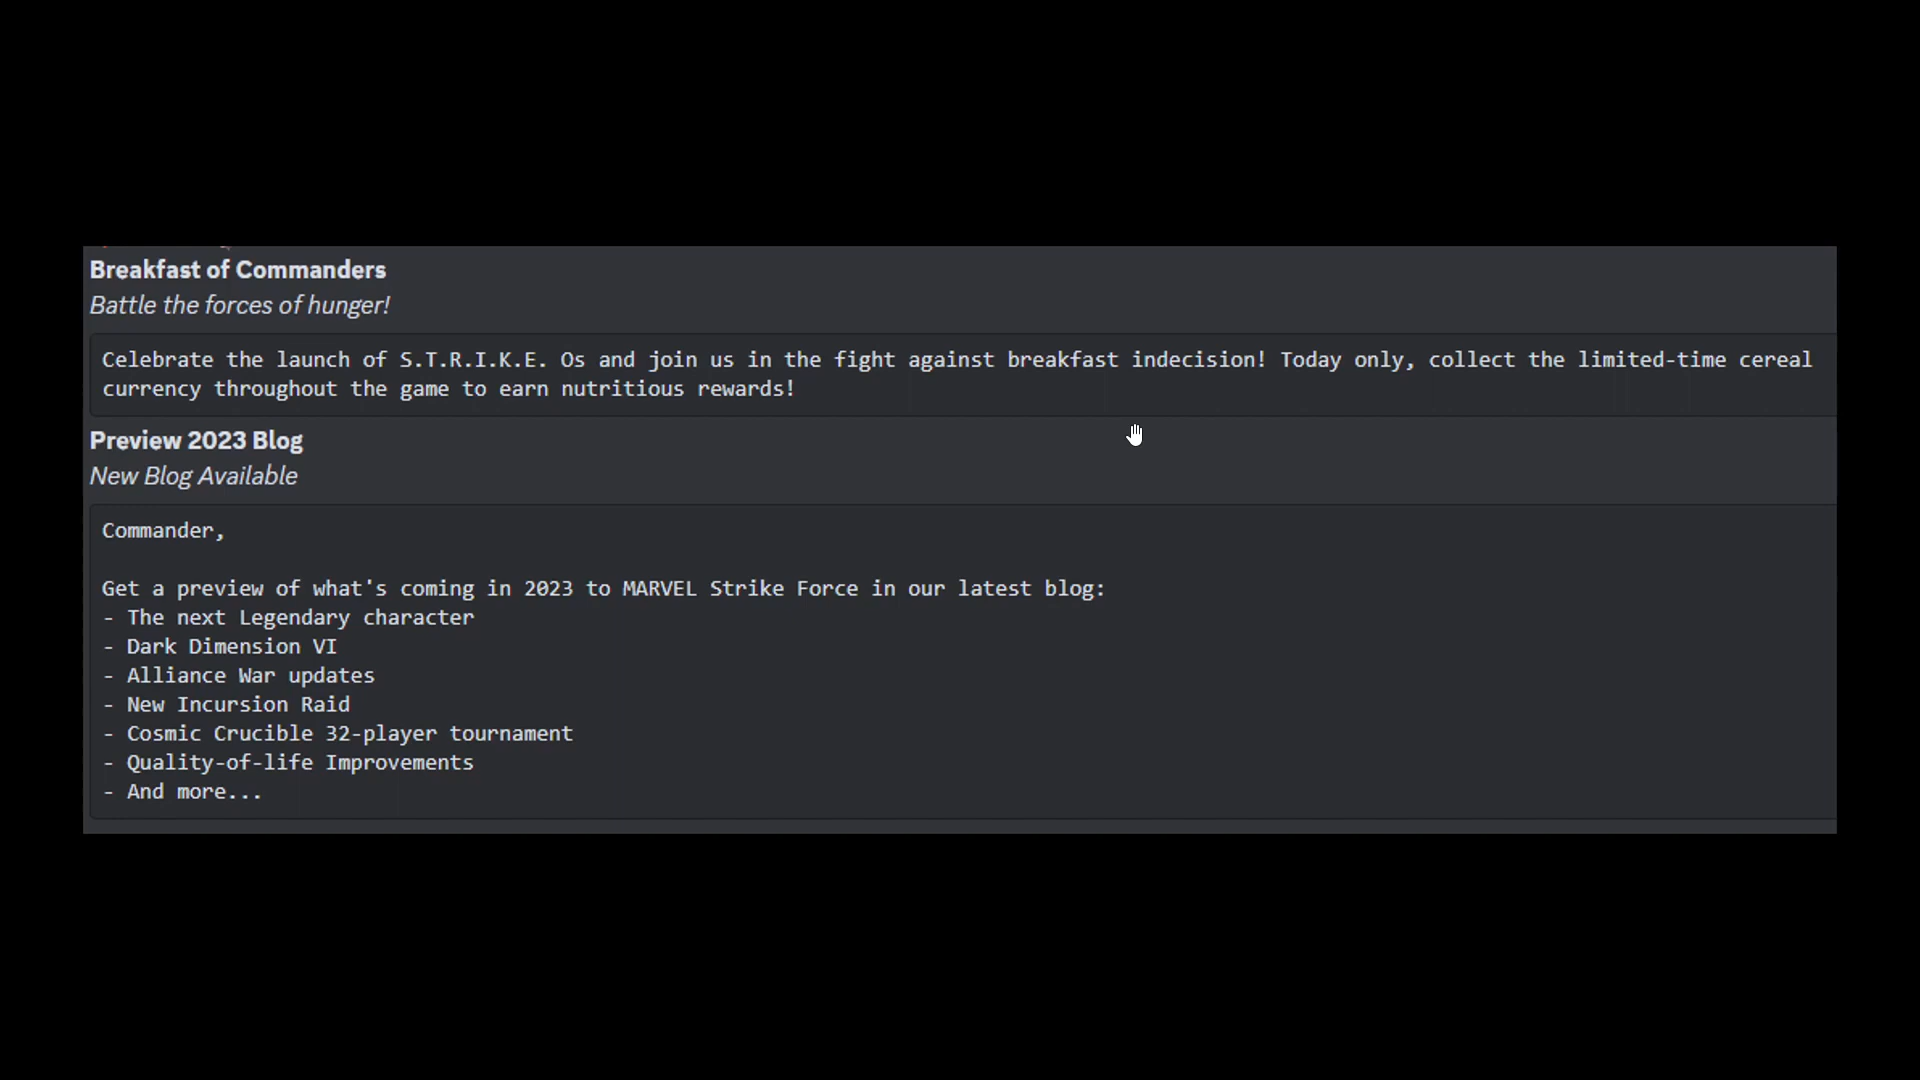 Breakfast of Commanders
Battle the forces of hunger!
Celebrate the launch of S.T.R.I.K.E. Os and join us in the fight against breakfast indecision! Today only, collect the limited-time cereal
currency throughout the game to earn nutritious rewards!
Preview 2023 Blog
New Blog Available
Commander,
Get a preview of what's coming in 2023 to MARVEL Strike Force in our latest blog:
- The next Legendary character
- Dark Dimension VI
- Alliance War updates
- New Incursion Raid
- Cosmic Crucible 32-player tournament
- Quality-of-life Improvements
- And more...